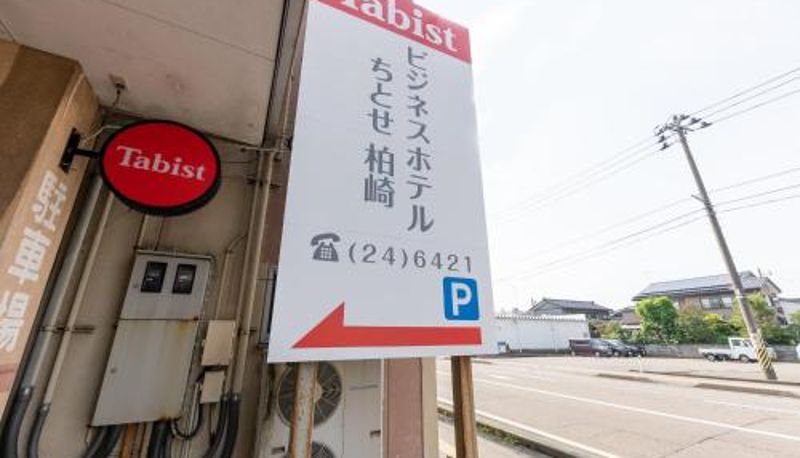 Tabist
ビジネスホテル
ちとせ 柏崎
☎(24)6421
P
Tabist
駐車場